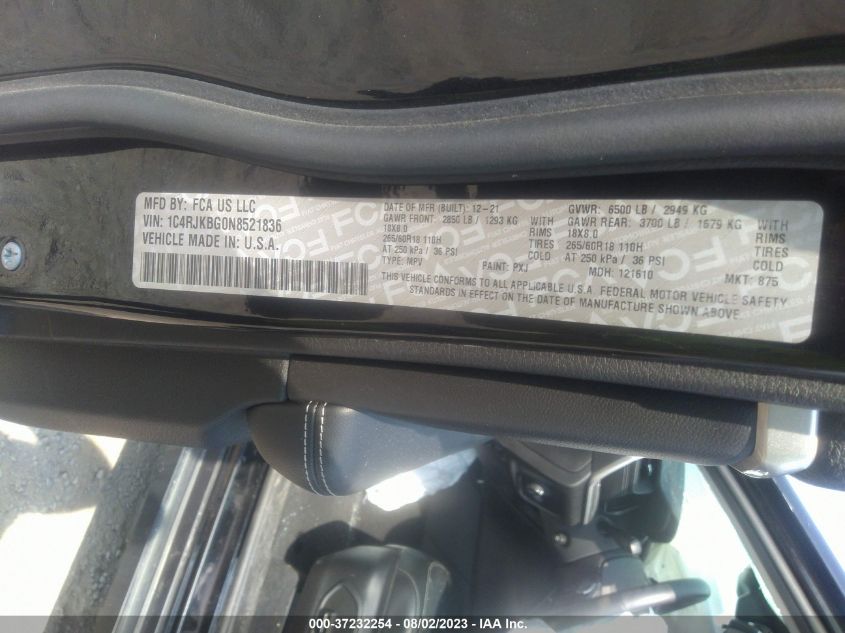 MFD BY: FCA US LLC
VIN: 1C4RJKBG0N8521836
VEHICLE MADE IN: U.S.A.
DATE OF MFR (BUILT): 12-21
GAWR FRONT: 2850 LB / 1293 KG
18X8.0 RIMS
265/60R18 110H TIRES
AT 250 kPa / 36 PSI COLD
TYPE: MPV PAINT: PXJ
GVWR: 6500 LB / 2949 KG
GAWR REAR: 3700 LB / 1679 KG WITH
18X8.0 RIMS
265/60R18 110H TIRES
AT 250 kPa / 36 PSI COLD
MDH: 121610 MKT: 875
THIS VEHICLE CONFORMS TO ALL APPLICABLE U.S.A. FEDERAL MOTOR VEHICLE SAFETY
STANDARDS IN EFFECT ON THE DATE OF MANUFACTURE SHOWN ABOVE.
000-37232254 - 08/02/2023 - IAA Inc.